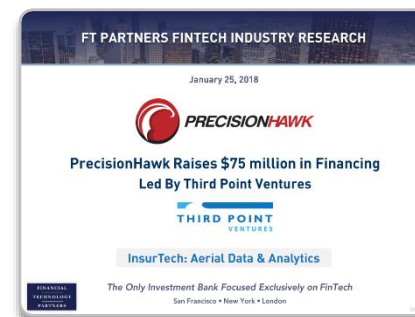 FT PARTNERS FINTECH INDUSTRY RESEARCH
January 25, 2018
PRECISIONHAWK
PrecisionHawk Raises $75 million in Financing
Led By Third Point Ventures
THIRD POINT
VENTURES
InsurTech: Aerial Data & Analytics
The Only Investment Bank Focused Exclusively on FinTech
San Francisco • New York • London
FINANCIAL
TECHNOLOGY
PARTNERS